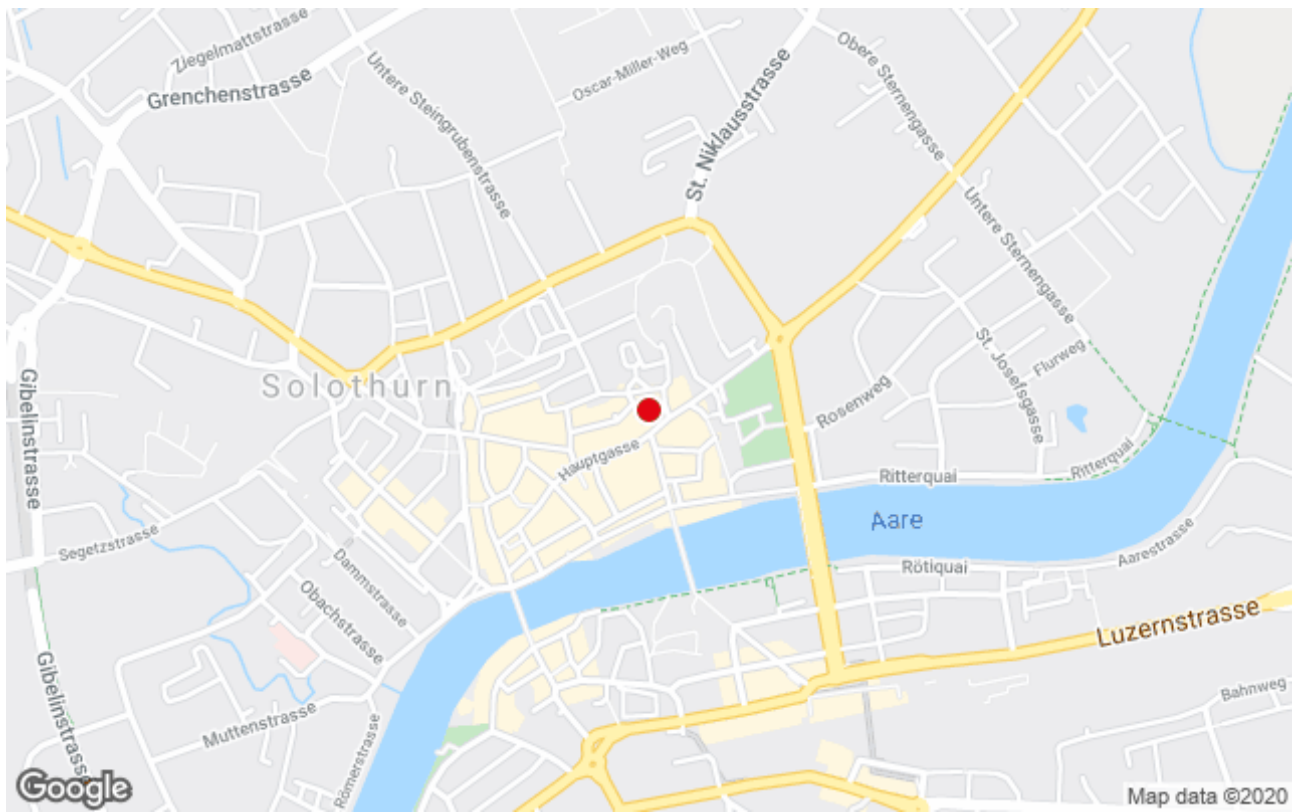 Ziegelmattstrasse
Grenchenstrasse
Untere Steingrubenstrasse
Oscar-Miller-Weg
St. Niklausstrasse
Obere Sternengasse
Untere Sternengasse
St. Josefsgasse
Flurweg
Rosenweg
Solothurn
Gibelinstrasse
Hauptgasse
Ritterquai
Ritterquai
Aare
Segetzstrasse
Dammstrasse
Obachstrasse
Rötiquai
Aarestrasse
Luzernstrasse
Gibelinstrasse
Muttenstrasse
Römerstrasse
Bahnweg
Google
Map data ©2020